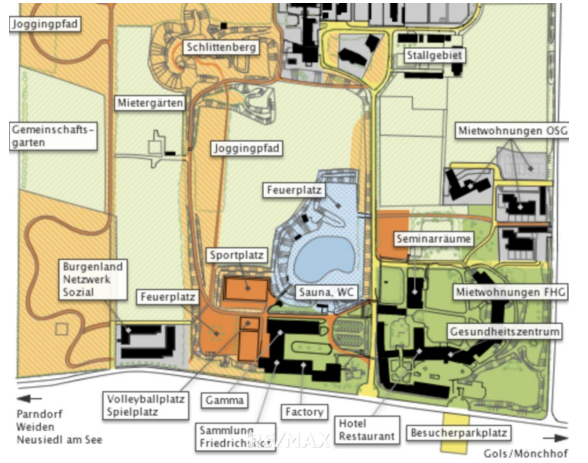 Joggingpfad
Schlittenberg
Stallgebiet
Mietergärten
Gemeinschafts-
garten
Mietwohnungen OSG
Joggingpfad
Feuerplatz
Seminarräume
Sportplatz
Burgenland
Netzwerk
Sozial
Feuerplatz
Sauna, WC
Mietwohnungen FHG
Gesundheitszentrum
Volleyballplatz
Spielplatz
Gamma
Sammlung
Factory
Hotel
Restaurant
Besucherparkplatz
Parndorf
Weiden
Neusiedl am See
Gols/Mönchhof